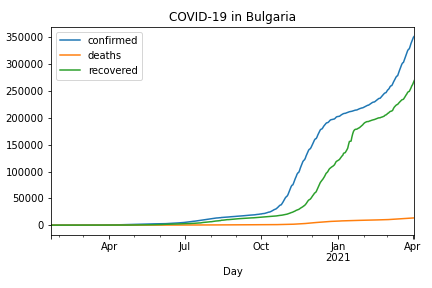 COVID-19 in Bulgaria
confirmed
deaths
recovered
350000
300000
250000
200000
150000
100000
50000
0
Apr Jul Oct Jan Apr
2021
Day